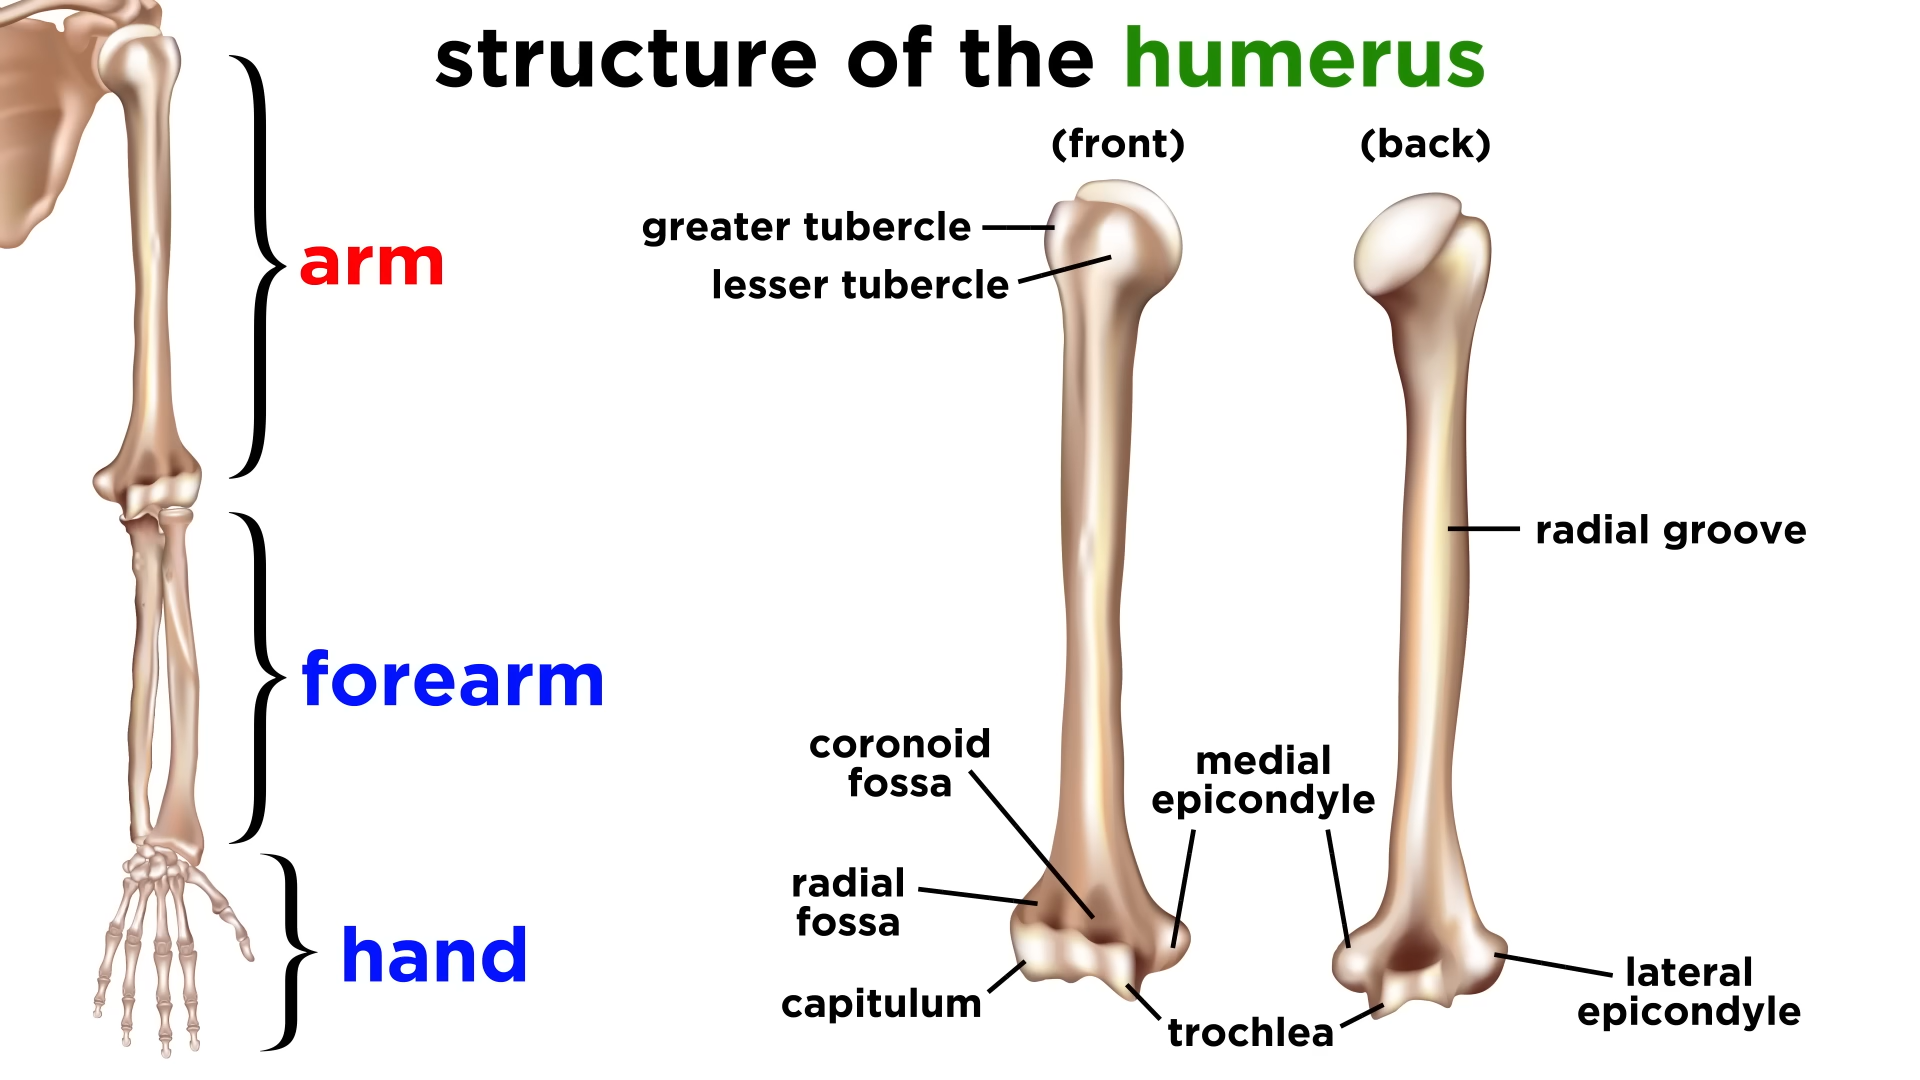 structure of the humerus
(front)
(back)
greater tubercle
lesser tubercle
arm
radial groove
forearm
coronoid
fossa
medial
epicondyle
radial
fossa
hand
capitulum
trochlea
lateral
epicondyle